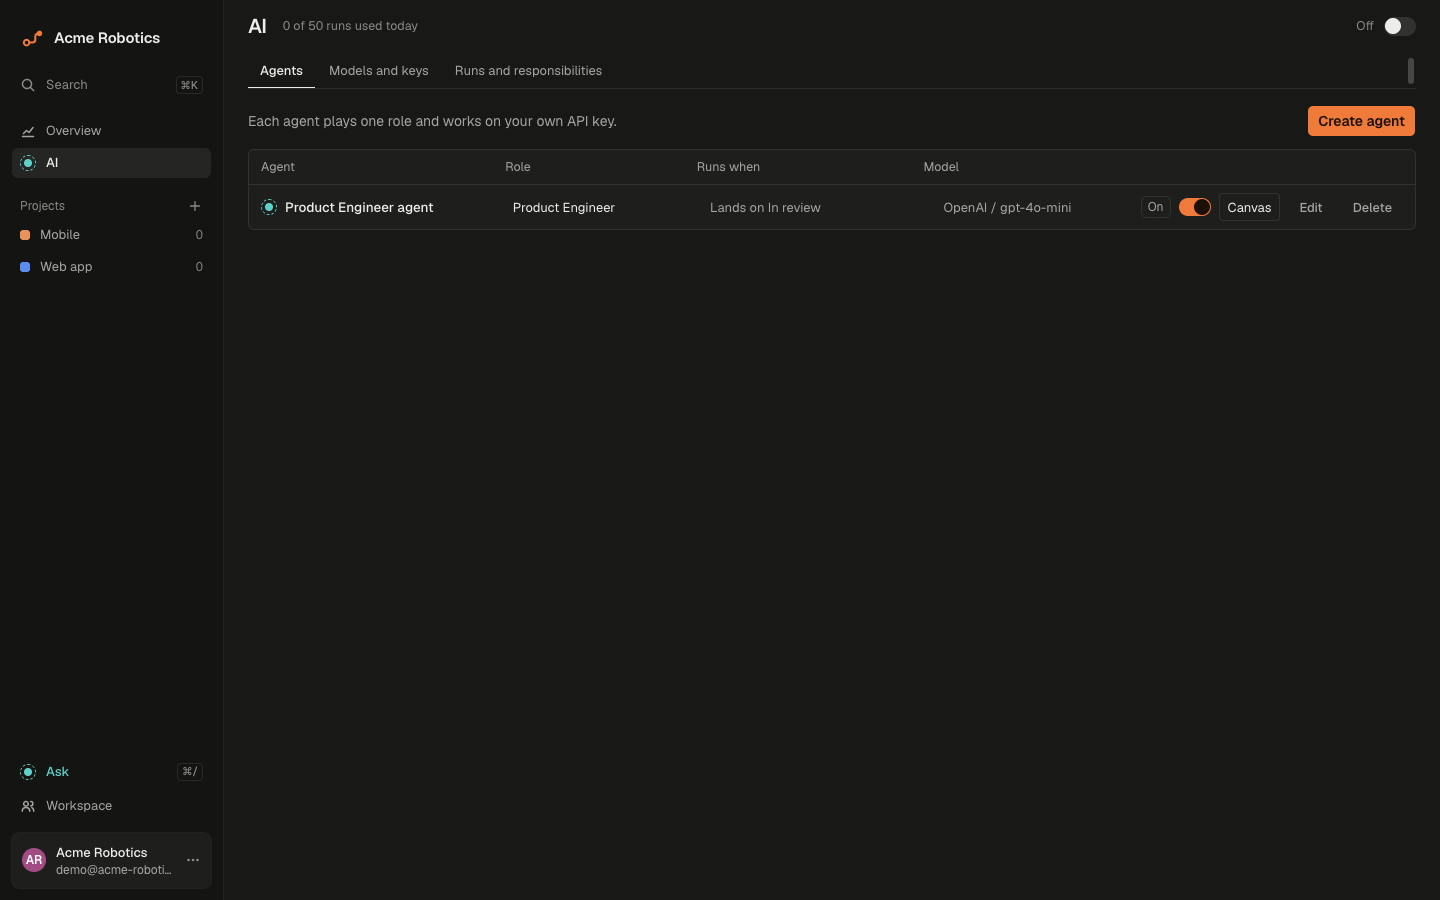 Acme Robotics
Search ⌘K
Overview
AI
Projects
Mobile 0
Web app 0
Ask ⌘/
Workspace
AR
Acme Robotics
demo@acme-roboti...
AI 0 of 50 runs used today Off
Agents Models and keys Runs and responsibilities
Each agent plays one role and works on your own API key. Create agent
Agent Role Runs when Model
Product Engineer agent Product Engineer Lands on In review OpenAI / gpt-4o-mini On Canvas Edit Delete